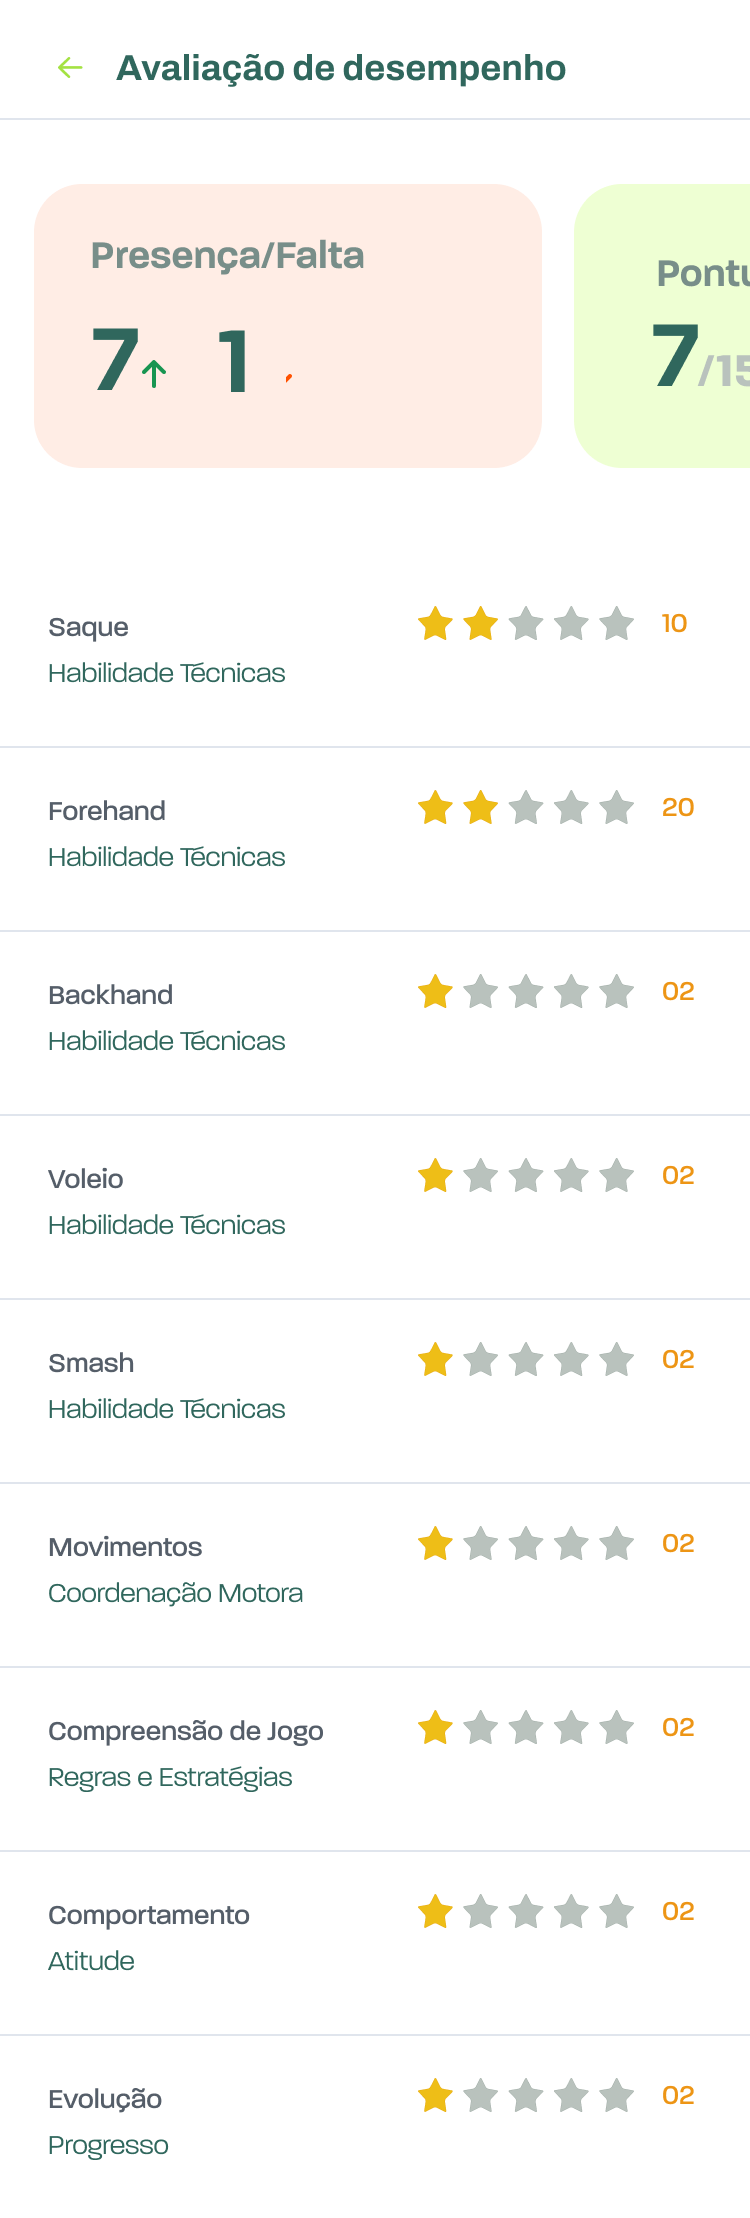 Avaliação de desempenho
Presença/Falta
7 1
7/15
Saque
10
Habilidade Técnicas
Forehand
20
Habilidade Técnicas
Backhand
02
Habilidade Técnicas
Voleio
02
Habilidade Técnicas
Smash
02
Habilidade Técnicas
Movimentos
02
Coordenação Motora
Compreensão de Jogo
02
Regras e Estratégias
Comportamento
02
Atitude
Evolução
02
Progresso